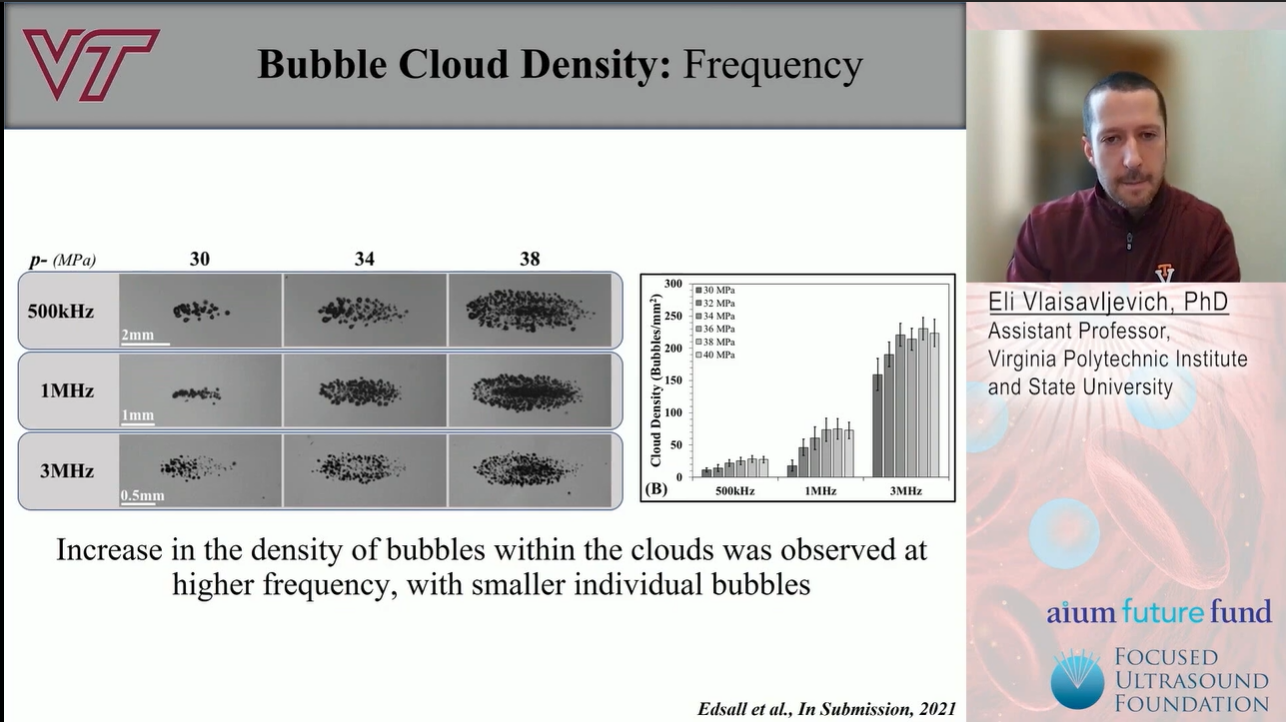 VT
Bubble Cloud Density: Frequency
p- (MPa) 30 34 38
500kHz
2mm
1MHz
1mm
3MHz
0.5mm
Cloud Density (Bubbles/mm²)
300
250
200
150
100
50
0
30 MPa
32 MPa
34 MPa
36 MPa
38 MPa
40 MPa
(B)
500kHz 1MHz 3MHz
Increase in the density of bubbles within the clouds was observed at
higher frequency, with smaller individual bubbles
Edsall et al., In Submission, 2021
Eli Vlaisavljevich, PhD
Assistant Professor,
Virginia Polytechnic Institute
and State University
aium future fund
FOCUSED
ULTRASOUND
FOUNDATION